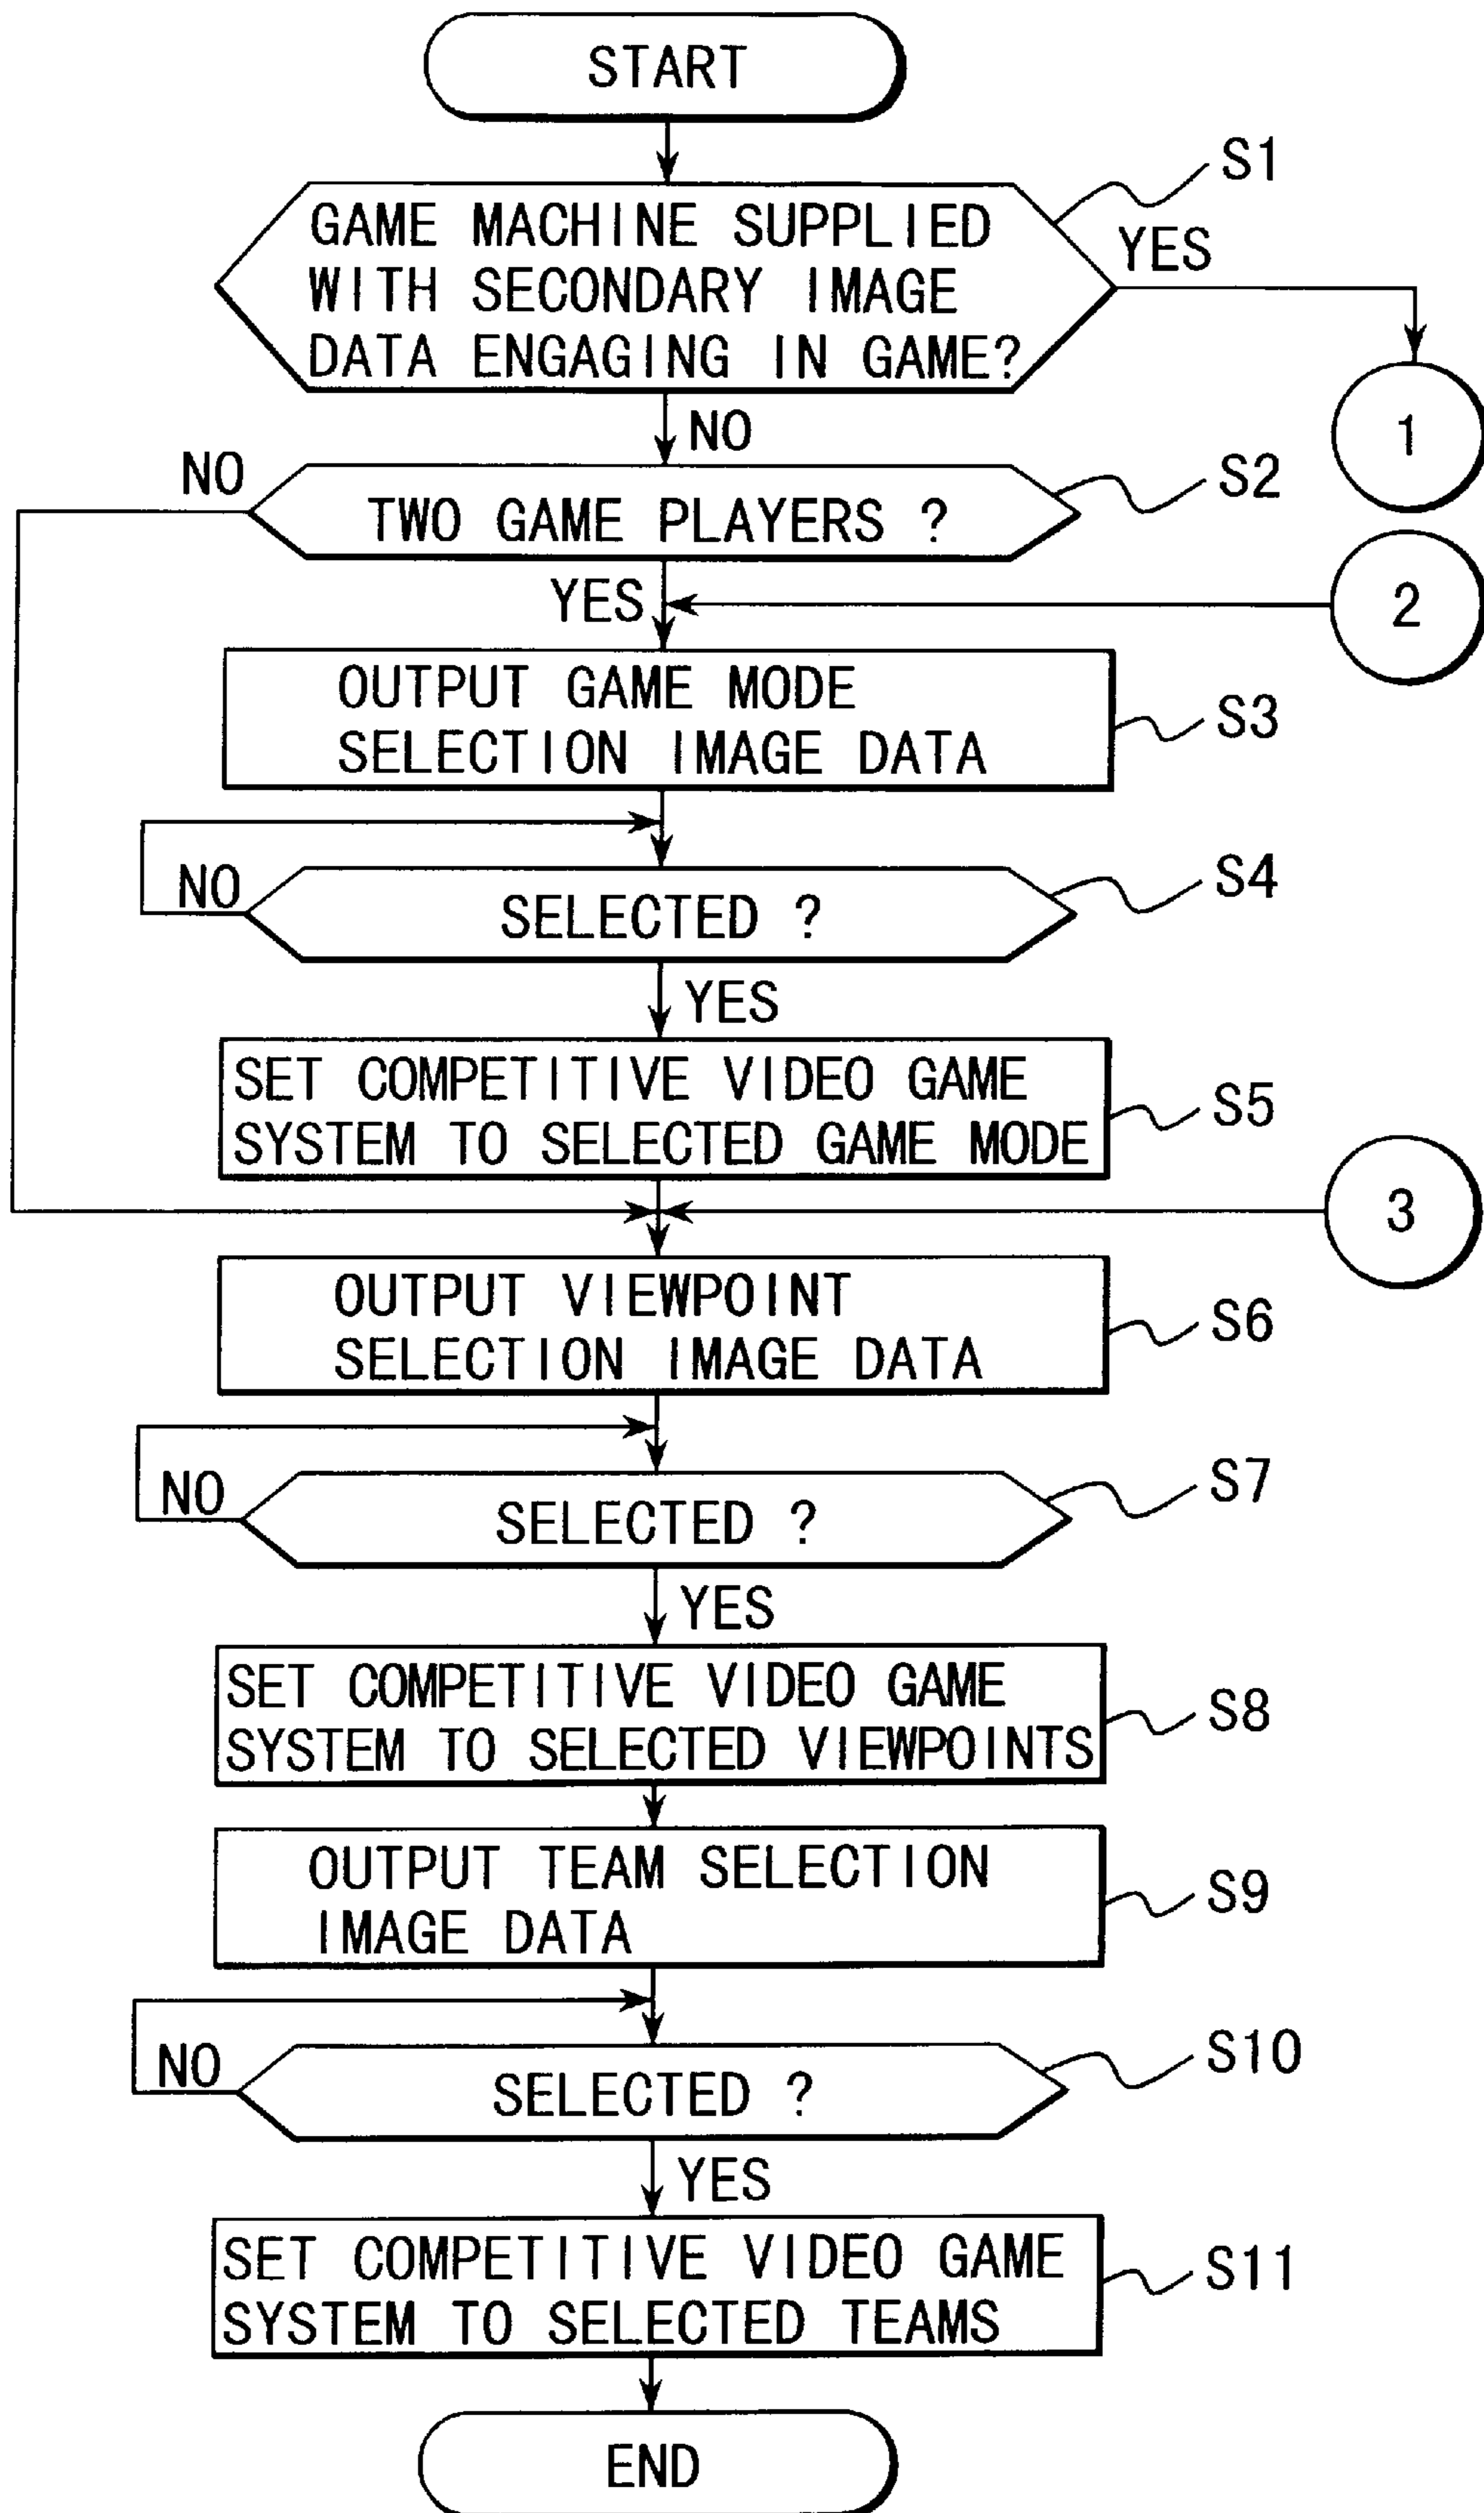 START
S1
GAME MACHINE SUPPLIED
WITH SECONDARY IMAGE
DATA ENGAGING IN GAME?
YES
1
NO
NO
S2
TWO GAME PLAYERS ?
YES
2
OUTPUT GAME MODE
SELECTION IMAGE DATA
S3
NO
S4
SELECTED ?
YES
SET COMPETITIVE VIDEO GAME
SYSTEM TO SELECTED GAME MODE
S5
3
OUTPUT VIEWPOINT
SELECTION IMAGE DATA
S6
NO
S7
SELECTED ?
YES
SET COMPETITIVE VIDEO GAME
SYSTEM TO SELECTED VIEWPOINTS
S8
OUTPUT TEAM SELECTION
IMAGE DATA
S9
NO
S10
SELECTED ?
YES
SET COMPETITIVE VIDEO GAME
SYSTEM TO SELECTED TEAMS
S11
END